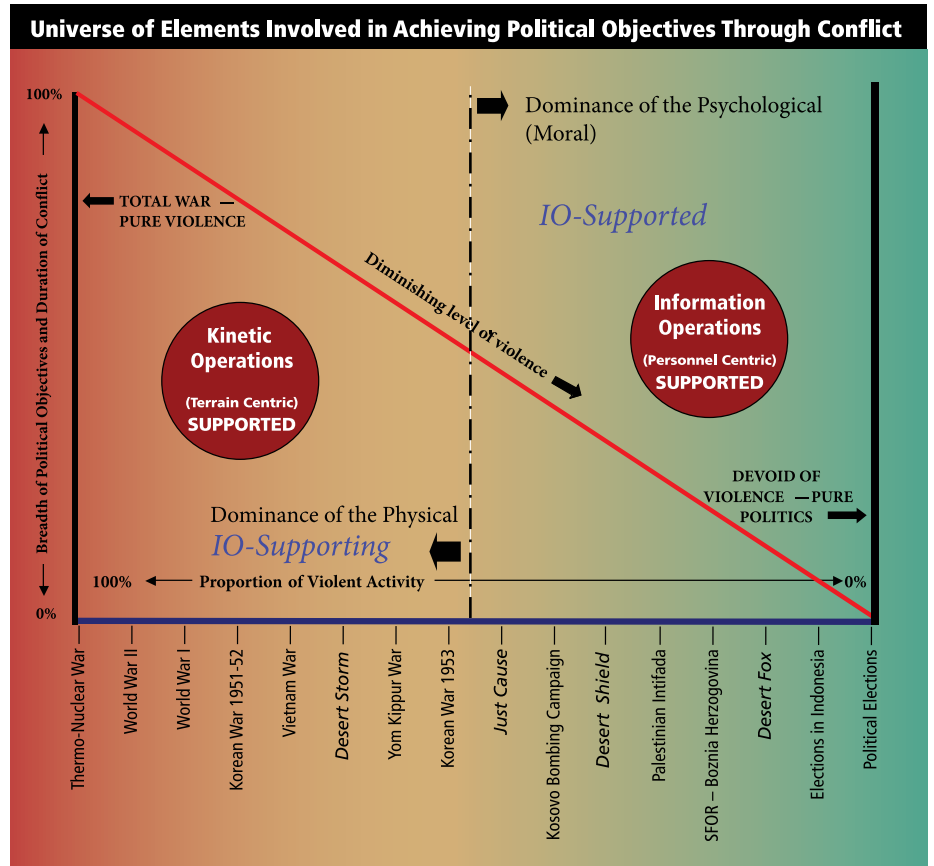 Universe of Elements Involved in Achieving Political Objectives Through Conflict
100%
Dominance of the Psychological
(Moral)
TOTAL WAR —
PURE VIOLENCE
IO-Supported
Breadth of Political Objectives and Duration of Conflict
Diminishing level of violence
Kinetic
Operations
(Terrain Centric)
SUPPORTED
Information
Operations
(Personnel Centric)
SUPPORTED
DEVOID OF
VIOLENCE —PURE
POLITICS
Dominance of the Physical
IO-Supporting
100%
Proportion of Violent Activity
0%
0%
Thermo-Nuclear War
World War II
World War I
Korean War 1951-52
Vietnam War
Desert Storm
Yom Kippur War
Korean War 1953
Just Cause
Kosovo Bombing Campaign
Desert Shield
Palestinian Intifada
SFOR – Boznia Herzogovina
Desert Fox
Elections in Indonesia
Political Elections